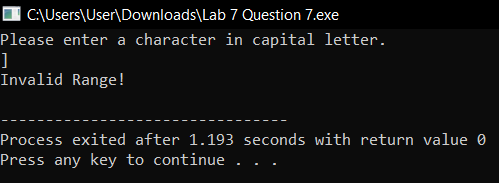 C:\Users\User\Downloads\Lab 7 Question 7.exe
Please enter a character in capital letter.
]
Invalid Range!
--------------------------------
Process exited after 1.193 seconds with return value 0
Press any key to continue . . .